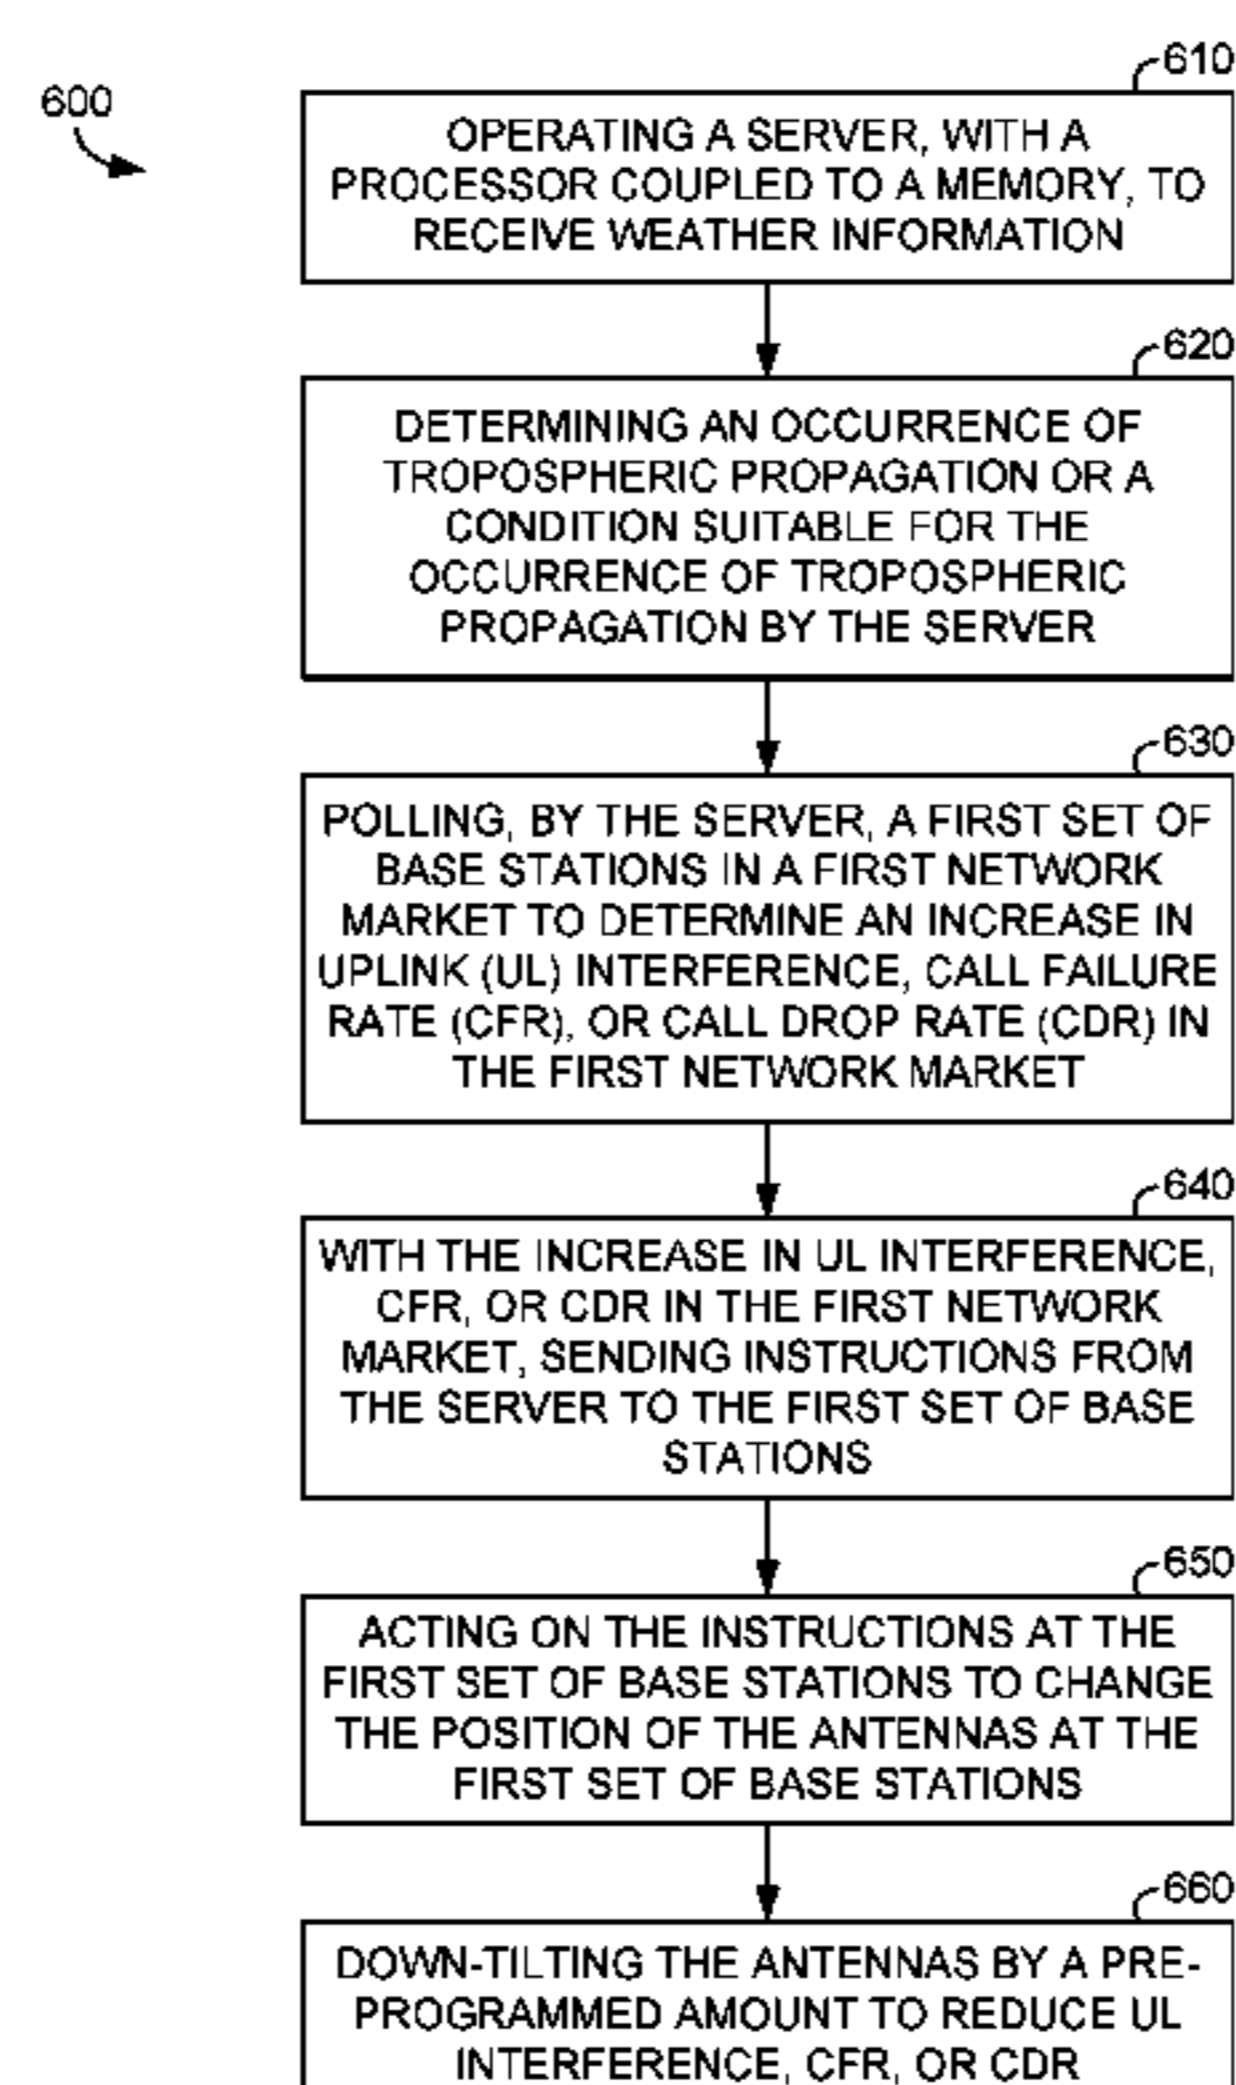 600
610
OPERATING A SERVER, WITH A
PROCESSOR COUPLED TO A MEMORY, TO
RECEIVE WEATHER INFORMATION
620
DETERMINING AN OCCURRENCE OF
TROPOSPHERIC PROPAGATION OR A
CONDITION SUITABLE FOR THE
OCCURRENCE OF TROPOSPHERIC
PROPAGATION BY THE SERVER
630
POLLING, BY THE SERVER, A FIRST SET OF
BASE STATIONS IN A FIRST NETWORK
MARKET TO DETERMINE AN INCREASE IN
UPLINK (UL) INTERFERENCE, CALL FAILURE
RATE (CFR), OR CALL DROP RATE (CDR) IN
THE FIRST NETWORK MARKET
640
WITH THE INCREASE IN UL INTERFERENCE,
CFR, OR CDR IN THE FIRST NETWORK
MARKET, SENDING INSTRUCTIONS FROM
THE SERVER TO THE FIRST SET OF BASE
STATIONS
650
ACTING ON THE INSTRUCTIONS AT THE
FIRST SET OF BASE STATIONS TO CHANGE
THE POSITION OF THE ANTENNAS AT THE
FIRST SET OF BASE STATIONS
660
DOWN-TILTING THE ANTENNAS BY A PRE-
PROGRAMMED AMOUNT TO REDUCE UL
INTERFERENCE, CFR, OR CDR